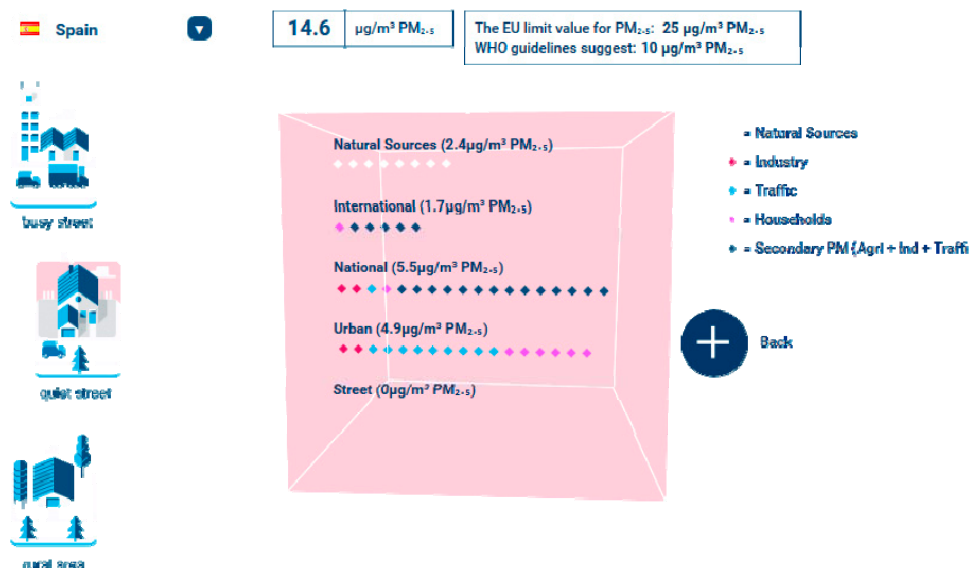 Spain
14.6
µg/m³ PM₂.₅
The EU limit value for PM₂.₅: 25 µg/m³ PM₂.₅
WHO guidelines suggest: 10 µg/m³ PM₂.₅
busy street
quiet street
rural area
Natural Sources (2.4µg/m³ PM₂.₅)
International (1.7µg/m³ PM₂.₅)
National (5.5µg/m³ PM₂.₅)
Urban (4.9µg/m³ PM₂.₅)
Street (0µg/m³ PM₂.₅)
= Natural Sources
= Industry
= Traffic
= Households
= Secondary PM (Agri + Ind + Traffi
Back